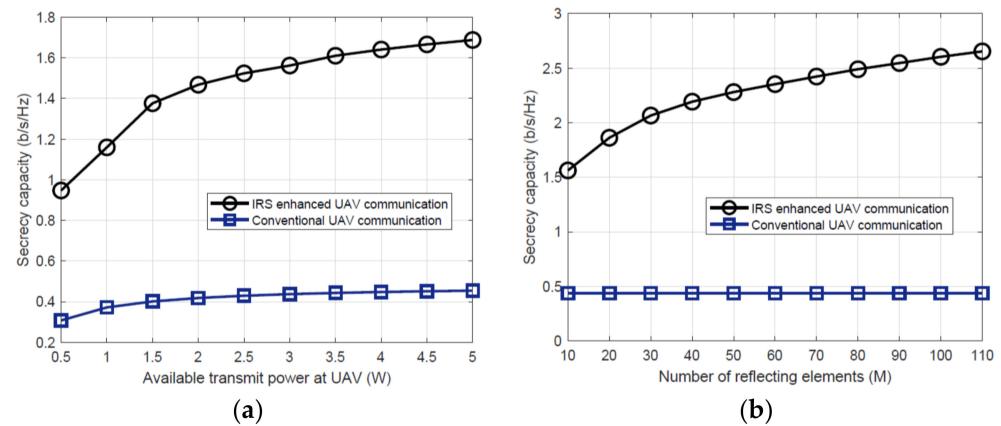 1.8
1.6
1.4
1.2
1
0.8
0.6
0.4
0.2
Secrecy capacity (b/s/Hz)
IRS enhanced UAV communication
Conventional UAV communication
0.5 1 1.5 2 2.5 3 3.5 4 4.5 5
Available transmit power at UAV (W)
(a)
3
2.5
2
1.5
1
0.5
0
Secrecy capacity (b/s/Hz)
IRS enhanced UAV communication
Conventional UAV communication
10 20 30 40 50 60 70 80 90 100 110
Number of reflecting elements (M)
(b)